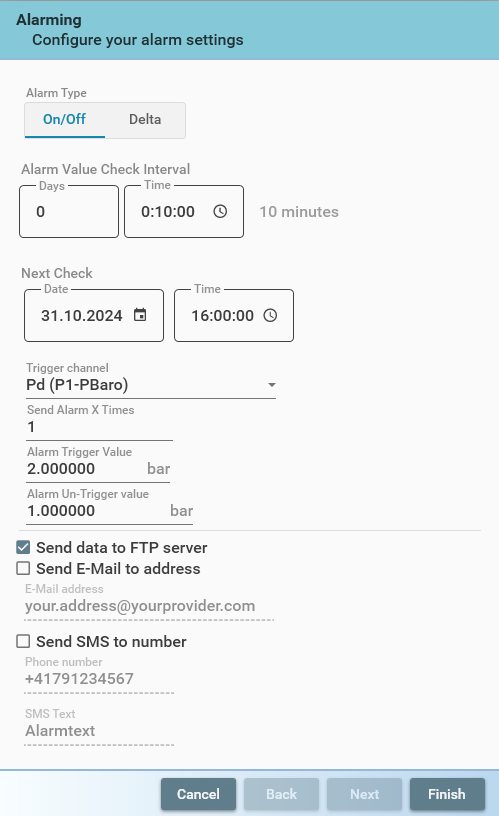 Alarming
Configure your alarm settings
Alarm Type
On/Off Delta
Alarm Value Check Interval
Days Time
0 0:10:00 10 minutes
Next Check
Date Time
31.10.2024 16:00:00
Trigger channel
Pd (P1-PBaro)
Send Alarm X Times
1
Alarm Trigger Value
2.000000 bar
Alarm Un-Trigger value
1.000000 bar
Send data to FTP server
Send E-Mail to address
E-Mail address
your.address@yourprovider.com
Send SMS to number
Phone number
+41791234567
SMS Text
Alarmtext
Cancel Back Next Finish